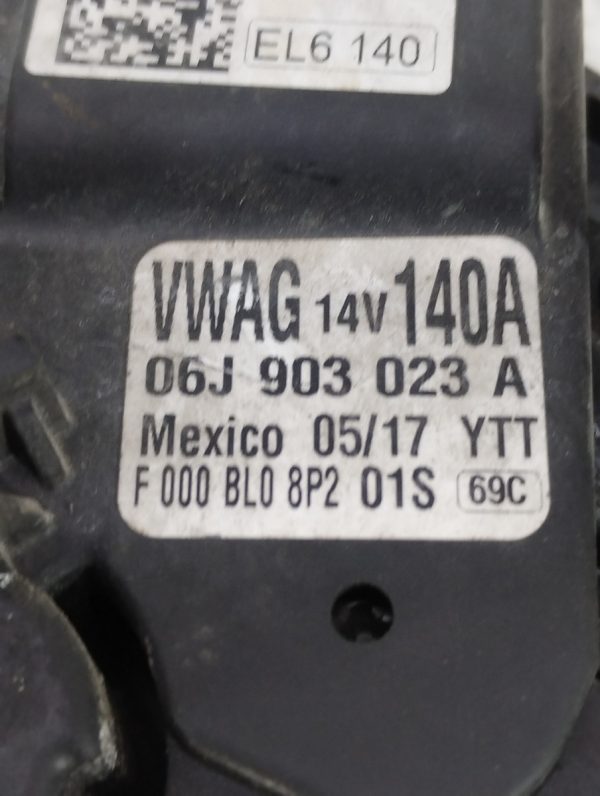 EL6 140
VWAG 14V 140A
06J 903 023 A
Mexico 05/17 YTT
F 000 BL0 8P2 01S 69C